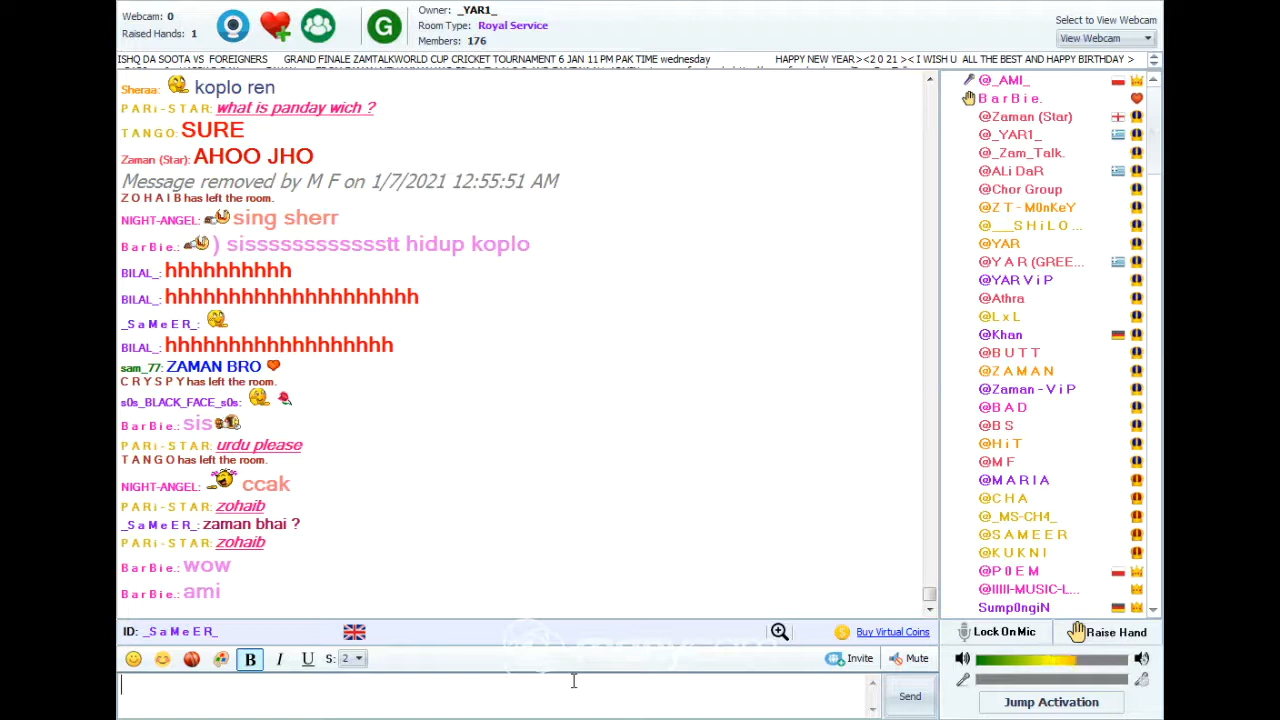 Webcam: 0
Raised Hands: 1
Owner: _YAR1_
Room Type: Royal Service
Members: 176
Select to View Webcam
View Webcam
ISHQ DA SOOTA VS FOREIGNERS GRAND FINALE ZAMTALKWORLD CUP CRICKET TOURNAMENT 6 JAN 11 PM PAK TIME wednesday HAPPY NEW YEAR><2 0 21 >< I WISH U ALL THE BEST AND HAPPY BIRTHDAY >
Sheraa: koplo ren
PARi-STAR: what is panday wich ?
TANGO: SURE
Zaman (Star): AHOO JHO
Message removed by M F on 1/7/2021 12:55:51 AM
Z O H A I B has left the room.
NIGHT-ANGEL: sing sherr
BarBie.: ) sisssssssssssstt hidup koplo
BILAL_: hhhhhhhhhh
BILAL_: hhhhhhhhhhhhhhhhhhhh
_SaMeER_:
BILAL_: hhhhhhhhhhhhhhhhhh
sam_77: ZAMAN BRO
C R Y S P Y has left the room.
s0s_BLACK_FACE_s0s:
BarBie.: sis
PARi-STAR: urdu please
T A N G O has left the room.
NIGHT-ANGEL: ccak
PARi-STAR: zohaib
_SaMeER_: zaman bhai ?
PARi-STAR: zohaib
BarBie.: wow
BarBie.: ami
@_AMI_
BarBie.
@Zaman (Star)
@_YAR1_
@_Zam_Talk.
@ALi DaR
@Chor Group
@Z T - M0nKeY
@___S H i L O ...
@YAR
@Y A R (GREE...
@YAR V i P
@Athra
@L x L
@Khan
@B U T T
@Z A M A N
@Zaman - V i P
@B A D
@B S
@H i T
@M F
@M A R I A
@C H A
@_MS-CH4_
@S A M E E R
@K U K N I
@P 0 E M
@IIIII-MUSIC-L...
Sump0ngiN
ID: _SaMeER_
Buy Virtual Coins
Lock On Mic
Raise Hand
B I U S: 2
Invite
Mute
Send
Jump Activation